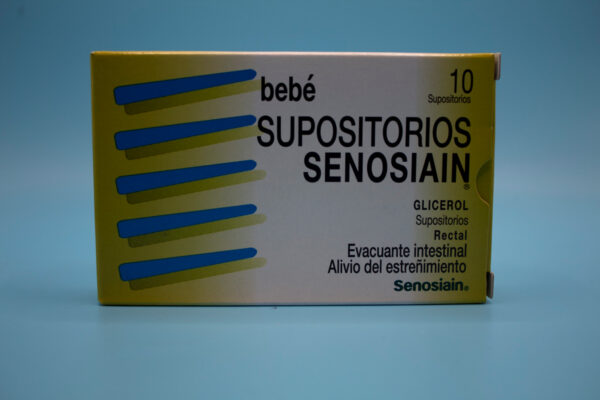 bebé
10
Supositorios
SUPOSITORIOS
SENOSIAIN®
GLICEROL
Supositorios
Rectal
Evacuante intestinal
Alivio del estreñimiento
Senosiain®